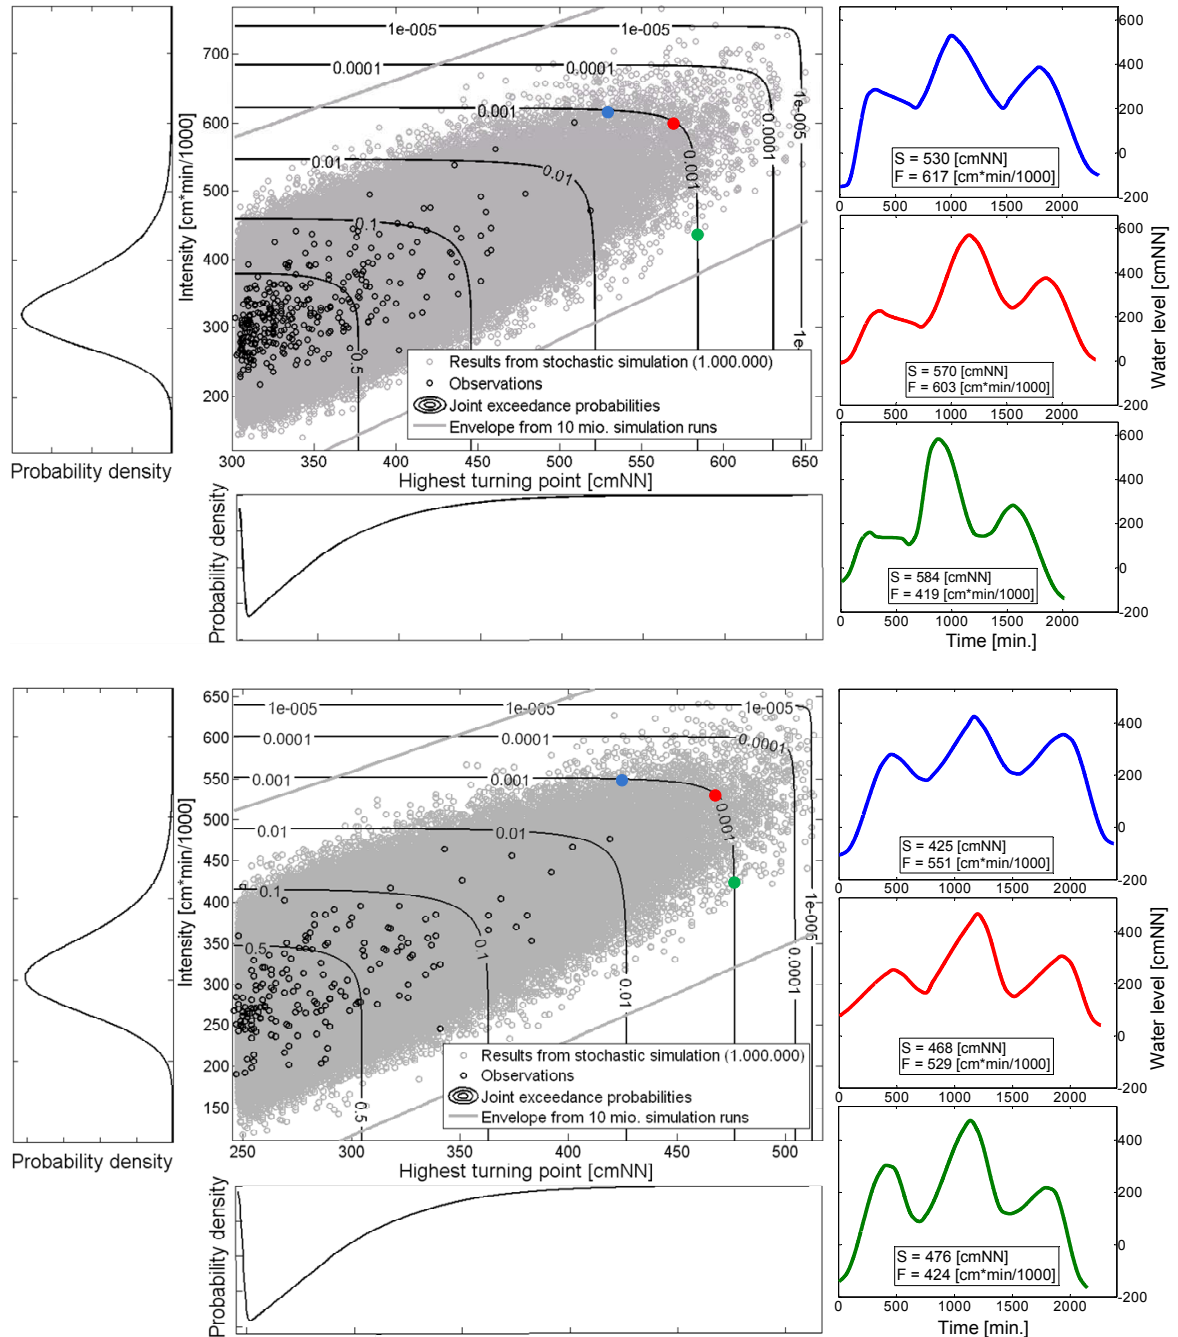 1e-005
1e-005
0.0001
0.0001
0.001
0.001
0.01
0.01
0.1
0.5
1e-005
0.0001
1e-
700
600
500
400
300
200
Intensity [cm*min/1000]
Results from stochastic simulation (1.000.000)
Observations
Joint exceedance probabilities
Envelope from 10 mio. simulation runs
300
350
400
450
500
550
600
650
Highest turning point [cmNN]
Probability density
Probability density
600
400
200
0
-200
S = 530 [cmNN]
F = 617 [cm*min/1000]
0
500
1000
1500
2000
600
400
200
0
-200
S = 570 [cmNN]
F = 603 [cm*min/1000]
0
500
1000
1500
2000
Water level [cmNN]
600
400
200
0
-200
S = 584 [cmNN]
F = 419 [cm*min/1000]
0
500
1000
1500
2000
Time [min.]
1e-005
1e-005
1e-005
0.0001
0.0001
0.0001
0.001
0.001
0.001
0.01
0.01
0.1
0.1
0.5
0.5
0.01
1e-005
0.0001
650
600
550
500
450
400
350
300
250
200
150
Intensity [cm*min/1000]
Results from stochastic simulation (1.000.000)
Observations
Joint exceedance probabilities
Envelope from 10 mio. simulation runs
250
300
350
400
450
500
Highest turning point [cmNN]
Probability density
Probability density
400
200
0
-200
S = 425 [cmNN]
F = 551 [cm*min/1000]
0
500
1000
1500
2000
400
200
0
-200
S = 468 [cmNN]
F = 529 [cm*min/1000]
0
500
1000
1500
2000
Water level [cmNN]
400
200
0
-200
S = 476 [cmNN]
F = 424 [cm*min/1000]
0
500
1000
1500
2000
Time [min.]